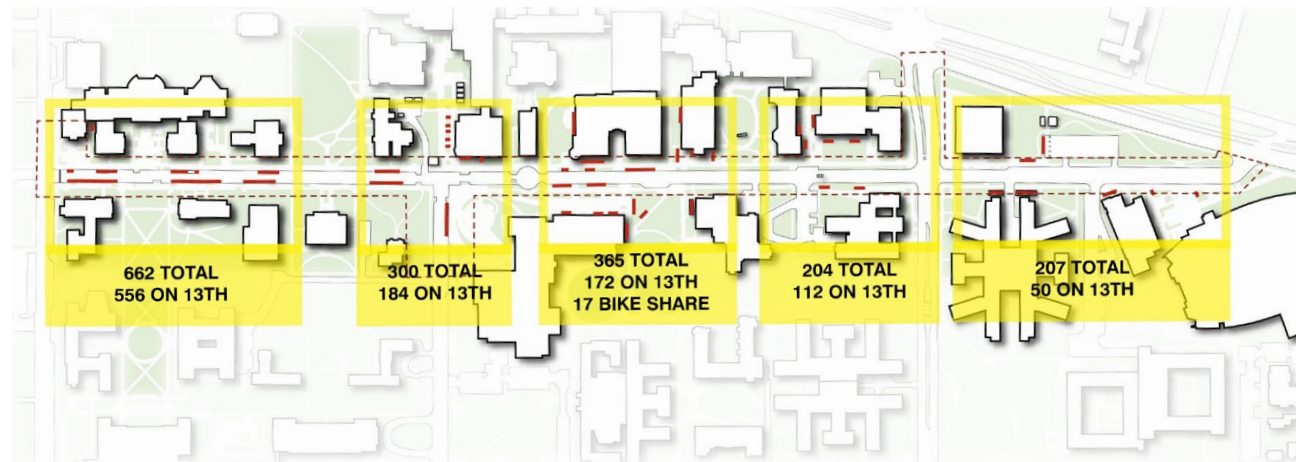 662 TOTAL
556 ON 13TH
300 TOTAL
184 ON 13TH
365 TOTAL
172 ON 13TH
17 BIKE SHARE
204 TOTAL
112 ON 13TH
207 TOTAL
50 ON 13TH